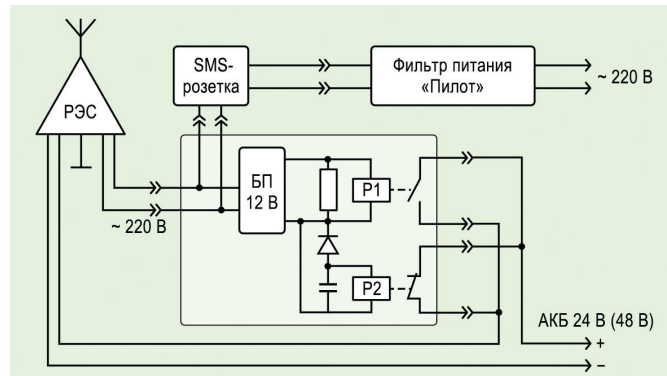 SMS-
розетка
Фильтр питания
«Пилот»
~ 220 В
РЭС
БП
12 В
Р1
~ 220 В
Р2
АКБ 24 В (48 В)
+
–